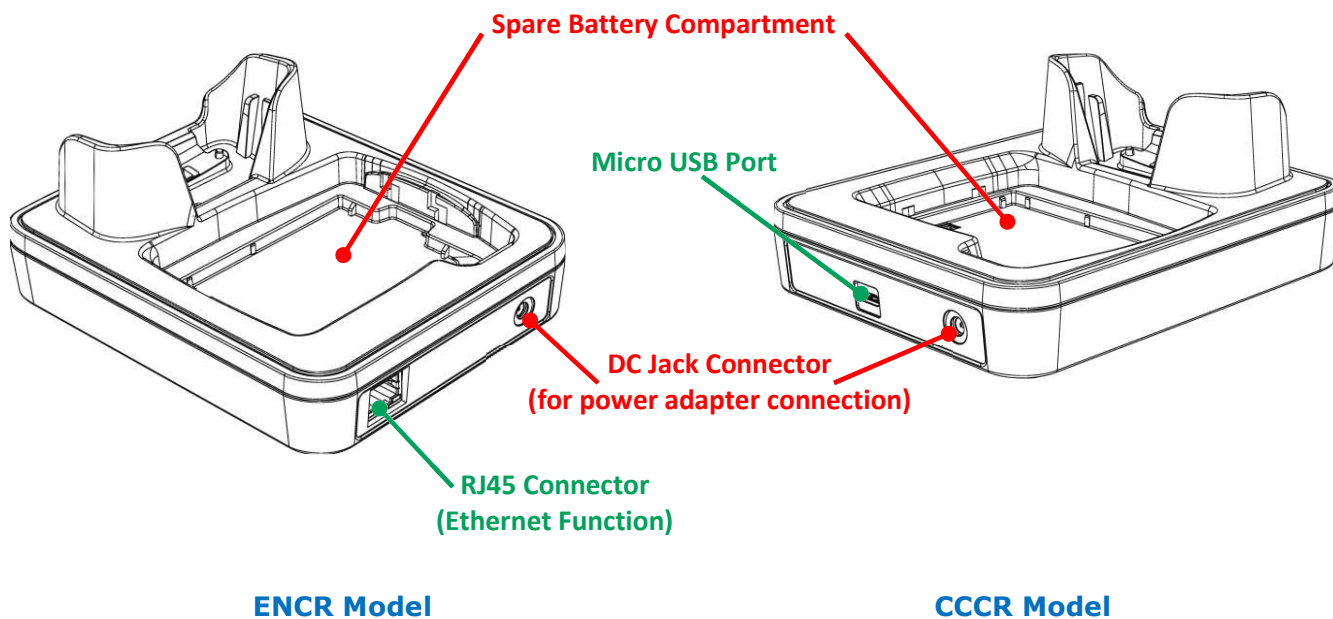 Spare Battery Compartment
Micro USB Port
DC Jack Connector
(for power adapter connection)
RJ45 Connector
(Ethernet Function)
ENCR Model
CCCR Model